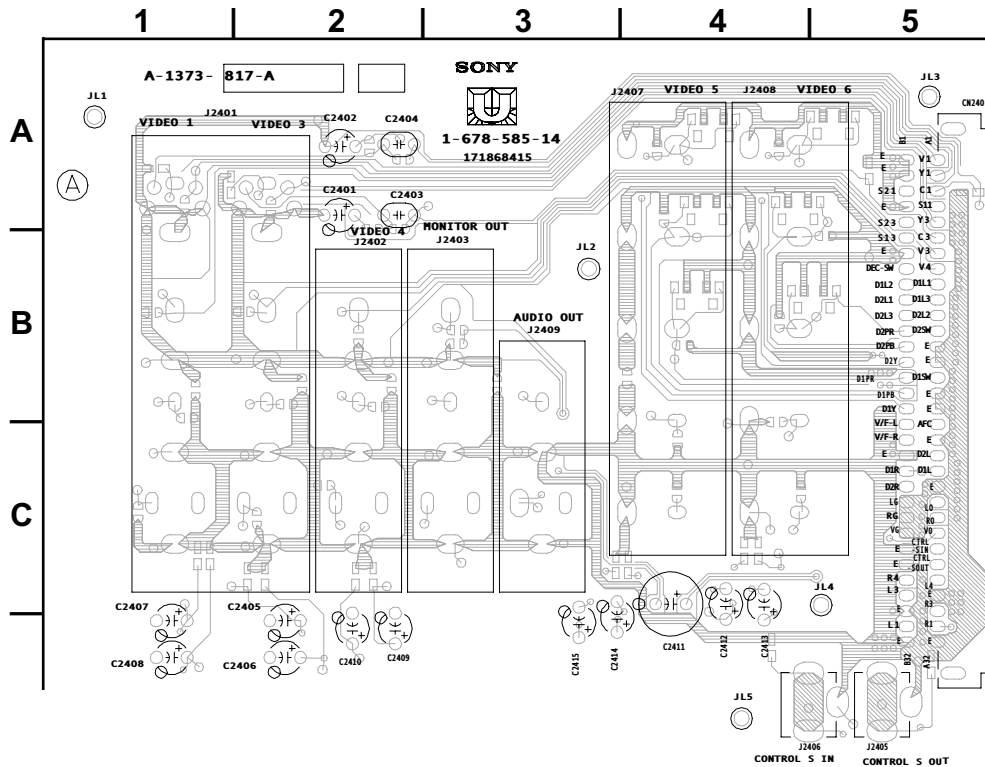 1 2 3 4 5
A
B
C
A-1373- 817-A
SONY
1-678-585-14
171868415
JL1
J2401
VIDEO 1
VIDEO 3
C2402
C2404
J2407
VIDEO 5
J2408
VIDEO 6
JL3
CN240
A
C2401
C2403
VIDEO 4
J2402
MONITOR OUT
J2403
JL2
AUDIO OUT
J2409
B1 A1
E V1
E Y1
S21 C1
E S11
S23 Y3
S13 C3
E V3
DEC-SW V4
D1L2 D1L1
D2L1 D1L3
D2L3 D2L2
D2PR D2SW
D2PB E
D2Y E
D1PR D1SW
D1PB E
D1Y E
V/F-L AFC
V/F-R E
E D2L
D1R D1L
D2R E
LG LO
RG RO
VG VO
E CTRL-SIN
E CTRL-SOUT
R4 L4
L3 E
E R3
L1 R1
E E
B32 A32
C2407
C2405
C2408
C2406
C2410
C2409
C2415
C2414
C2411
C2412
C2413
JL4
JL5
J2406
J2405
CONTROL S IN
CONTROL S OUT